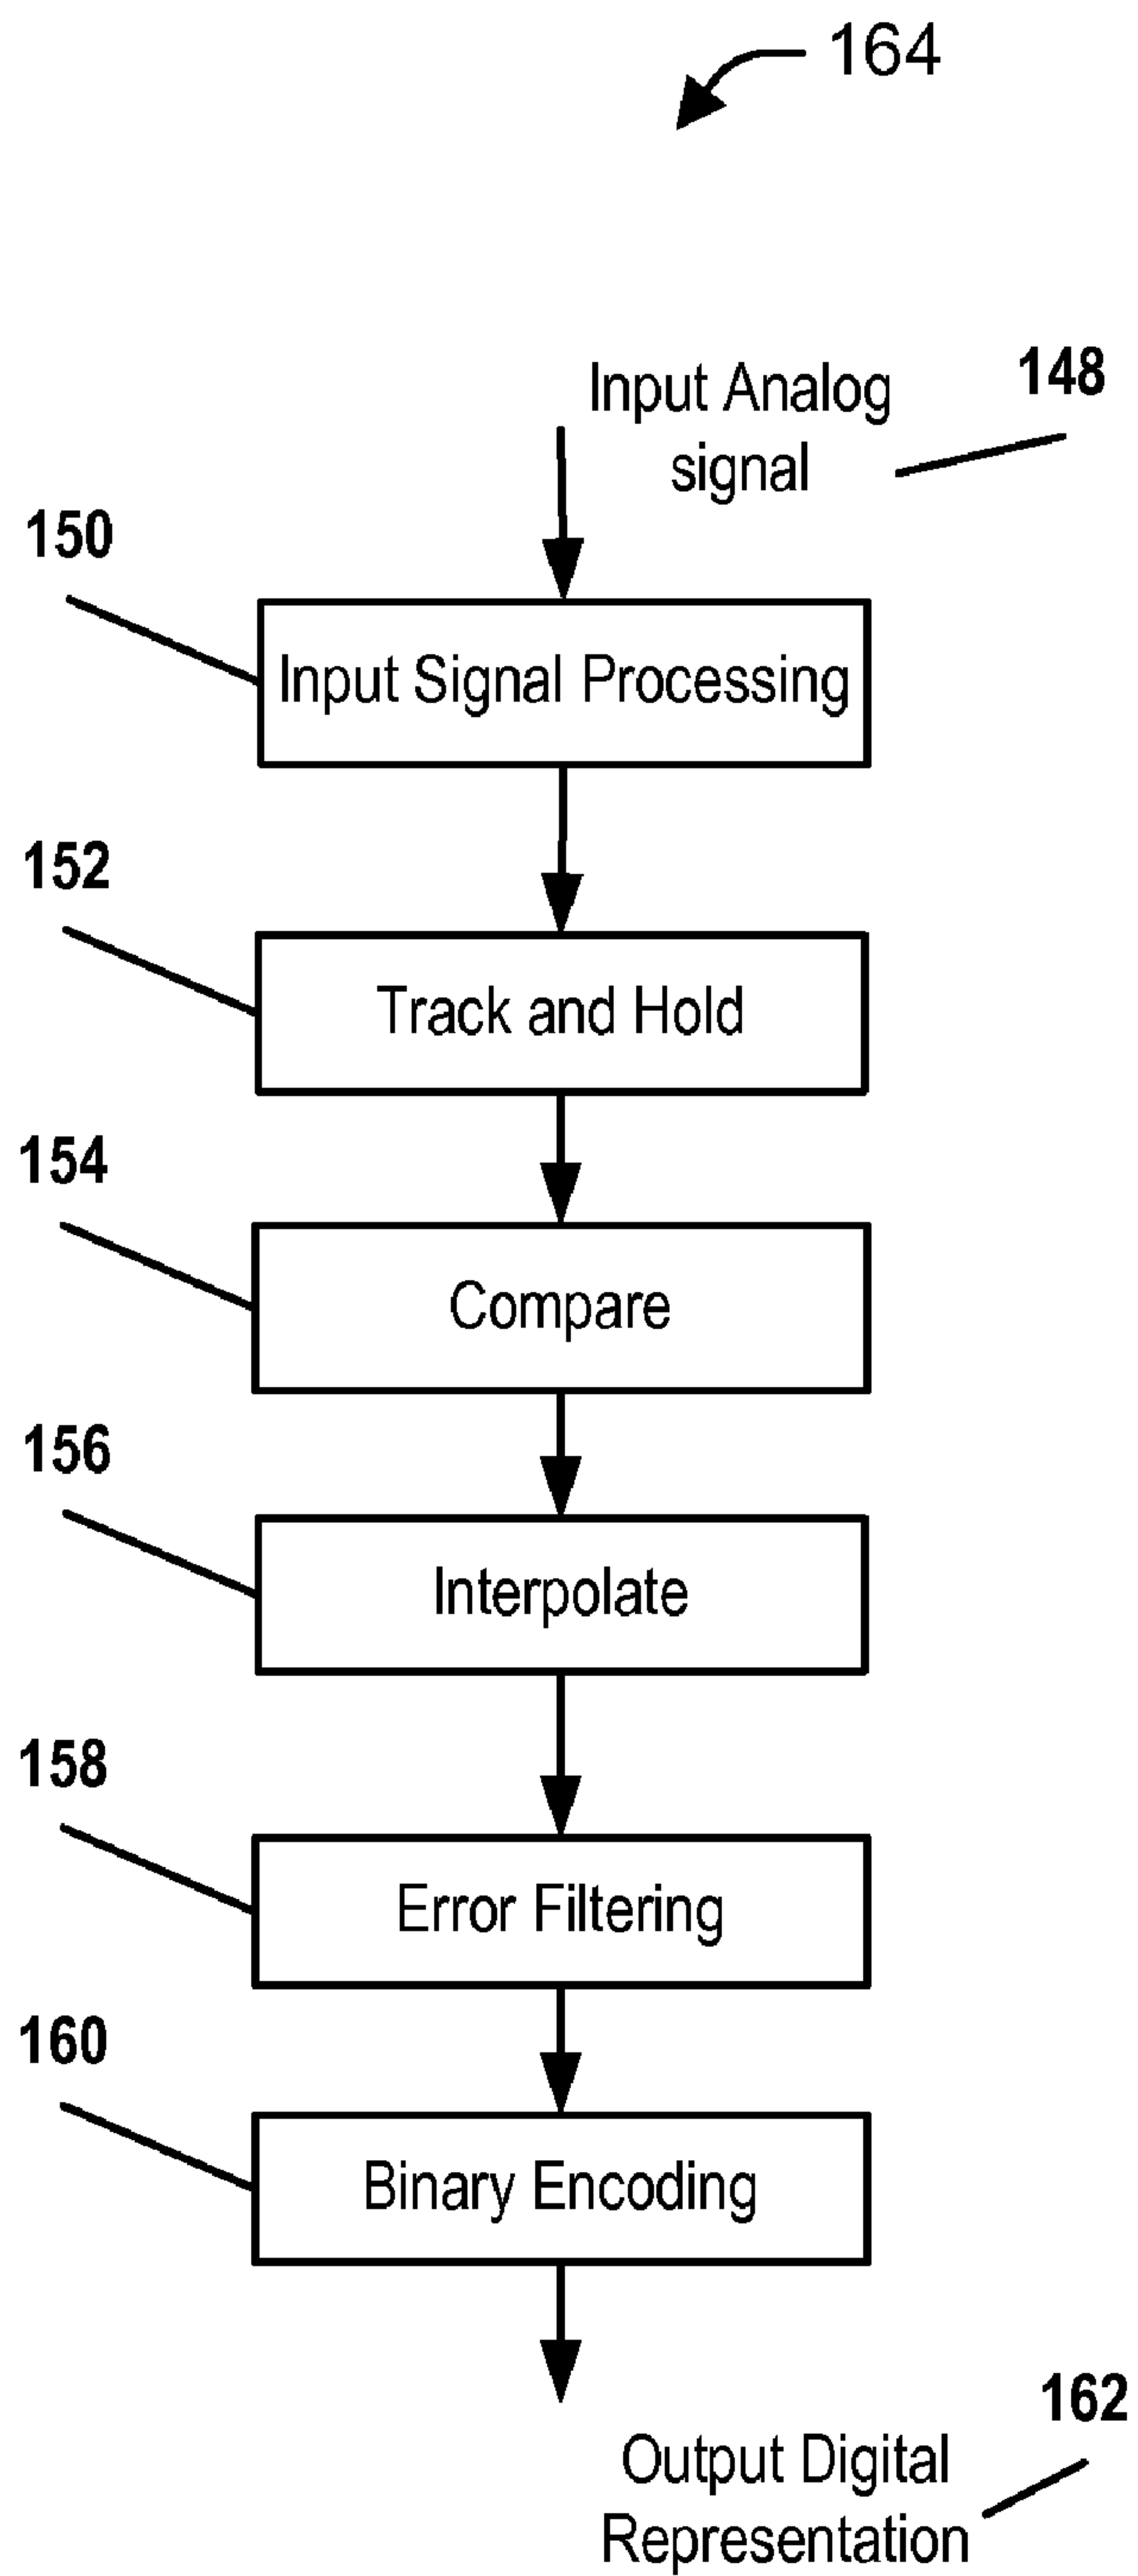 164
Input Analog
signal
148
150
Input Signal Processing
152
Track and Hold
154
Compare
156
Interpolate
158
Error Filtering
160
Binary Encoding
162
Output Digital
Representation